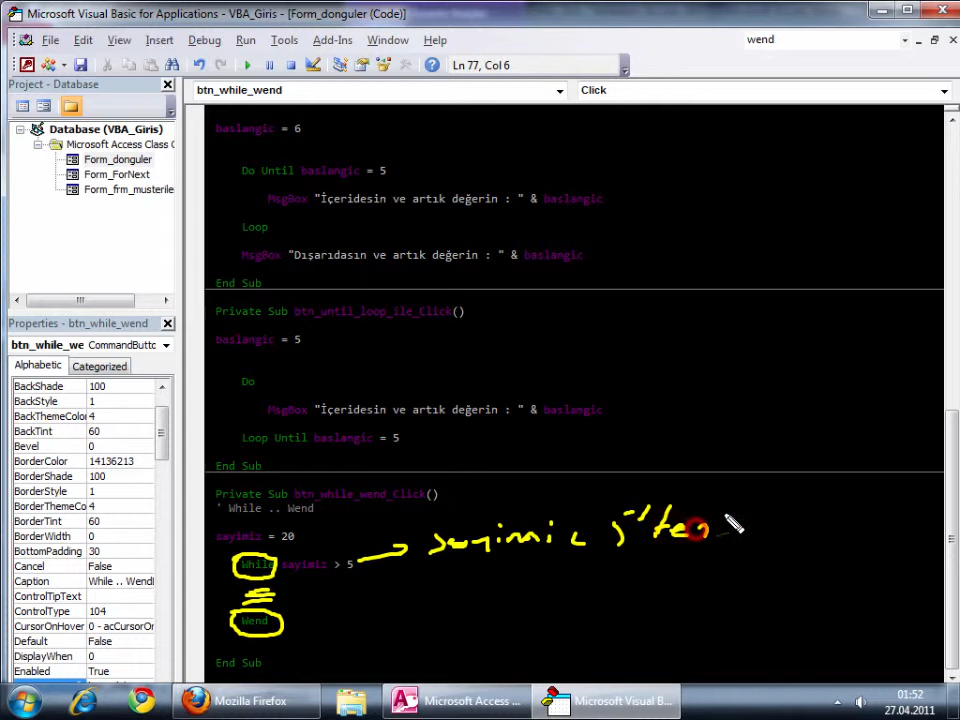 Microsoft Visual Basic for Applications - VBA_Giris - [Form_donguler (Code)]
File Edit View Insert Debug Run Tools Add-Ins Window Help
wend
Ln 77, Col 6
Project - Database
Database (VBA_Giris)
Microsoft Access Class
Form_donguler
Form_ForNext
Form_frm_musterile
Properties - btn_while_wend
btn_while_we CommandButto
Alphabetic Categorized
BackShade 100
BackStyle 1
BackThemeColor 4
BackTint 60
Bevel 0
BorderColor 14136213
BorderShade 100
BorderStyle 1
BorderThemeCo 4
BorderTint 60
BorderWidth 0
BottomPadding 30
Cancel False
Caption While .. Wend
ControlTipText
ControlType 104
CursorOnHover 0 - acCursorOn
Default False
DisplayWhen 0
Enabled True
btn_while_wend Click
baslangic = 6
Do Until baslangic = 5
MsgBox "İçeridesin ve artık değerin : " & baslangic
Loop
MsgBox "Dışarıdasın ve artık değerin : " & baslangic
End Sub
Private Sub btn_until_loop_ile_Click()
baslangic = 5
Do
MsgBox "İçeridesin ve artık değerin : " & baslangic
Loop Until baslangic = 5
End Sub
Private Sub btn_while_wend_Click()
' While .. Wend
sayimiz = 20
While sayimiz > 5
Wend
End Sub
Mozilla Firefox
Microsoft Access ...
Microsoft Visual B...
01:52
27.04.2011